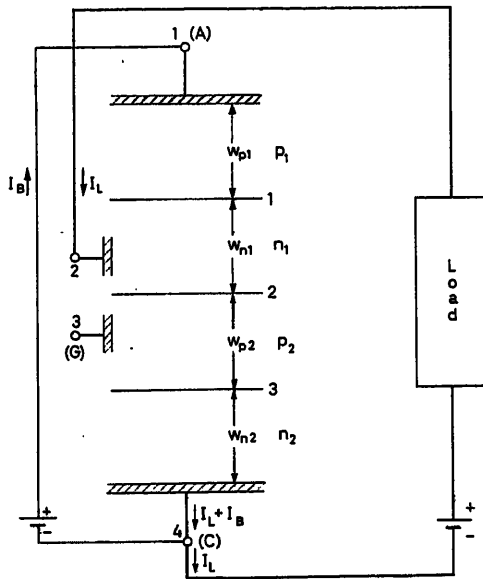 1 (A)
w_p1 p_1
I_B I_L
1
w_n1 n_1
2
2
3
(G)
w_p2 p_2
3
w_n2 n_2
Load
+
-
I_L + I_B
4 (C)
I_L
+
-